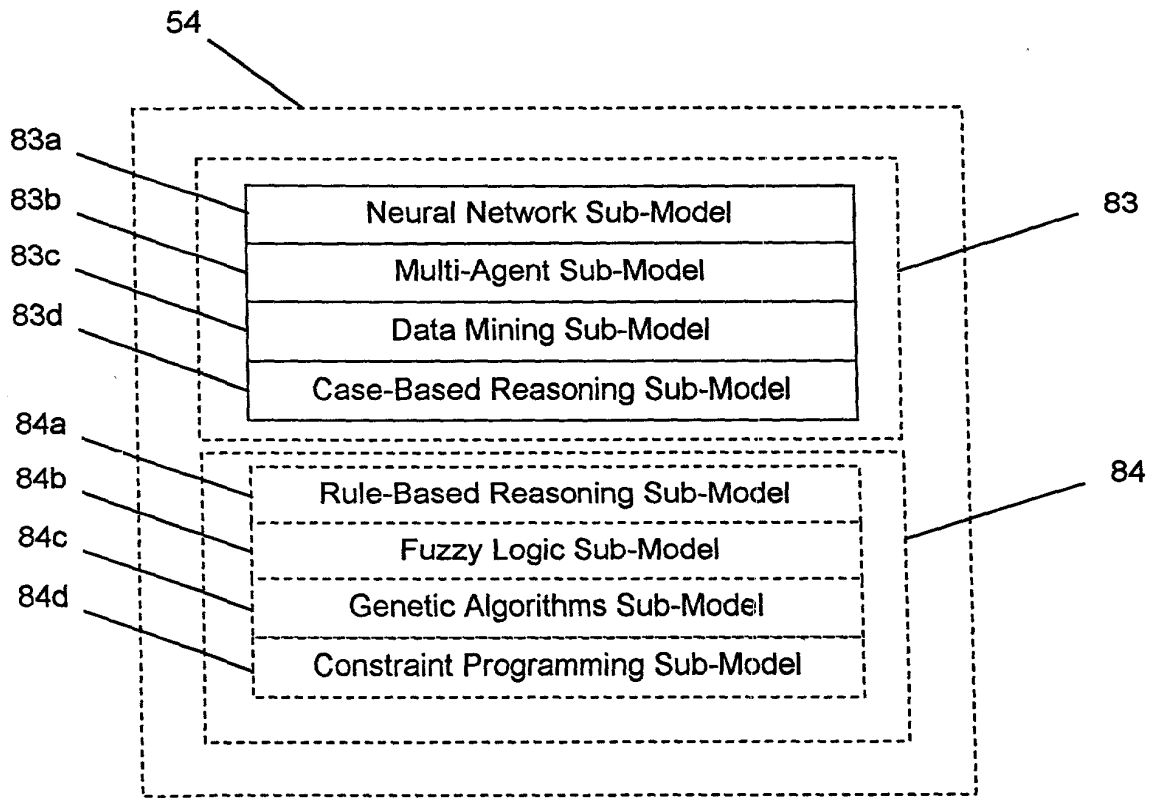 54
83a
83b
83c
83d
84a
84b
84c
84d
Neural Network Sub-Model
Multi-Agent Sub-Model
Data Mining Sub-Model
Case-Based Reasoning Sub-Model
Rule-Based Reasoning Sub-Model
Fuzzy Logic Sub-Model
Genetic Algorithms Sub-Model
Constraint Programming Sub-Model
83
84